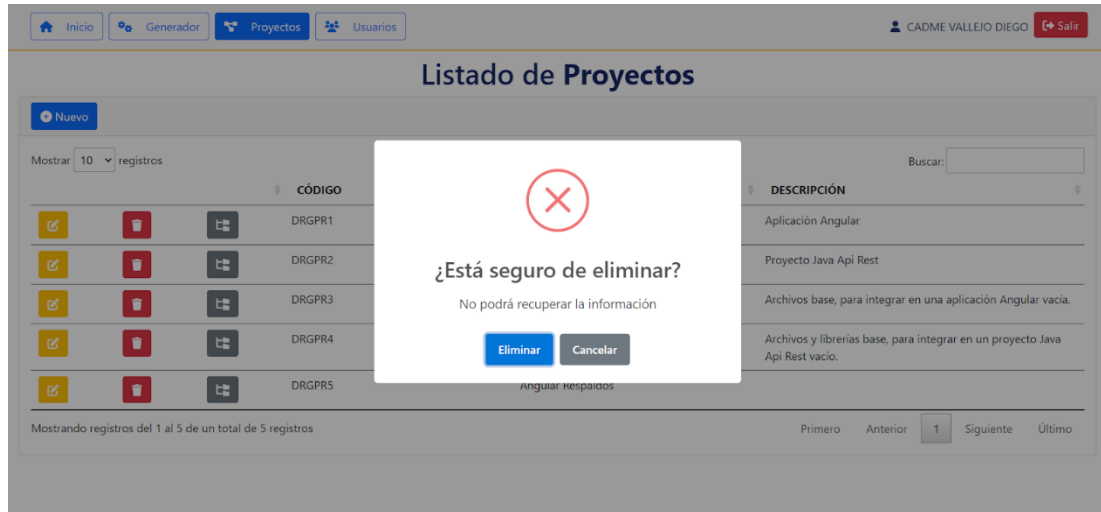 Inicio Generador Proyectos Usuarios CADME VALLEJO DIEGO Salir
Listado de Proyectos
Nuevo
Mostrar 10 registros Buscar:
CÓDIGO DESCRIPCIÓN
DRGPR1 Aplicación Angular
DRGPR2 Proyecto Java Api Rest
DRGPR3 Archivos base, para integrar en una aplicación Angular vacía.
DRGPR4 Archivos y librerías base, para integrar en un proyecto Java
Api Rest vacío.
DRGPR5 Angular Respaldos
¿Está seguro de eliminar?
No podrá recuperar la información
Eliminar Cancelar
Mostrando registros del 1 al 5 de un total de 5 registros Primero Anterior 1 Siguiente Último